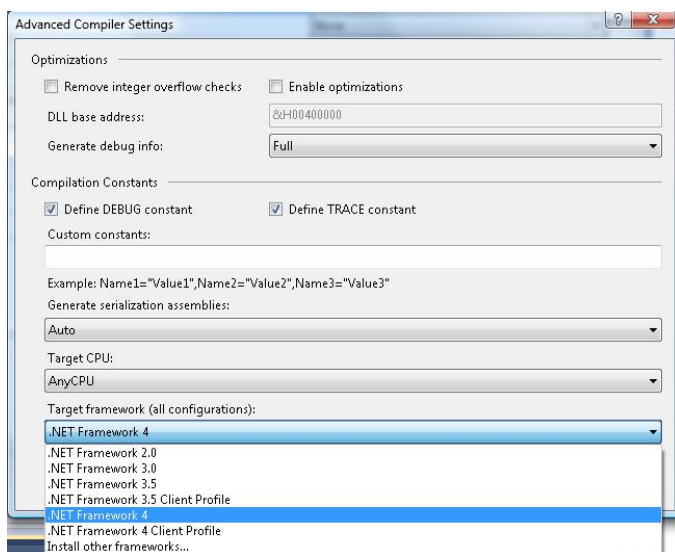 Advanced Compiler Settings
Optimizations
Remove integer overflow checks
Enable optimizations
DLL base address:
&H00400000
Generate debug info:
Full
Compilation Constants
Define DEBUG constant
Define TRACE constant
Custom constants:
Example: Name1="Value1",Name2="Value2",Name3="Value3"
Generate serialization assemblies:
Auto
Target CPU:
AnyCPU
Target framework (all configurations):
.NET Framework 4
.NET Framework 2.0
.NET Framework 3.0
.NET Framework 3.5
.NET Framework 3.5 Client Profile
.NET Framework 4
.NET Framework 4 Client Profile
Install other frameworks...